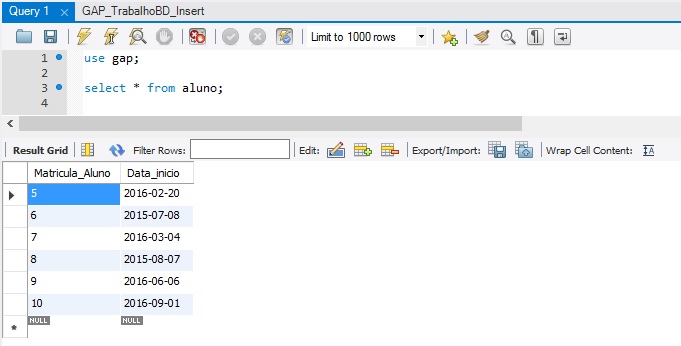 Query 1 GAP_TrabalhoBD_Insert
Limit to 1000 rows
1 use gap;
2
3 select * from aluno;
4
Result Grid Filter Rows: Edit: Export/Import: Wrap Cell Content:
Matricula_Aluno Data_inicio
5 2016-02-20
6 2015-07-08
7 2016-03-04
8 2015-08-07
9 2016-06-06
10 2016-09-01
NULL NULL